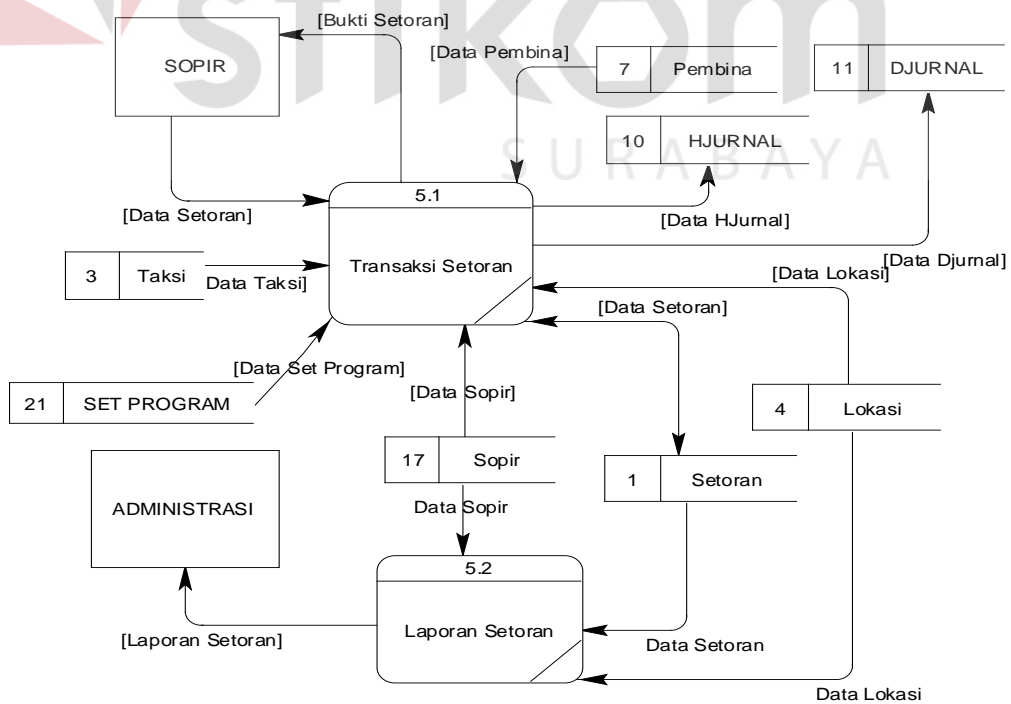 STIKOM
SURABAYA
[Bukti Setoran]
SOPIR
[Data Pembina]
7 Pembina
11 DJURNAL
10 HJURNAL
5.1
Transaksi Setoran
[Data Setoran]
[Data HJurnal]
[Data Djurnal]
3 Taksi
Data Taksi]
[Data Lokasi]
[Data Setoran]
[Data Set Program]
21 SET PROGRAM
[Data Sopir]
4 Lokasi
17 Sopir
1 Setoran
ADMINISTRASI
Data Sopir
5.2
Laporan Setoran
[Laporan Setoran]
Data Setoran
Data Lokasi